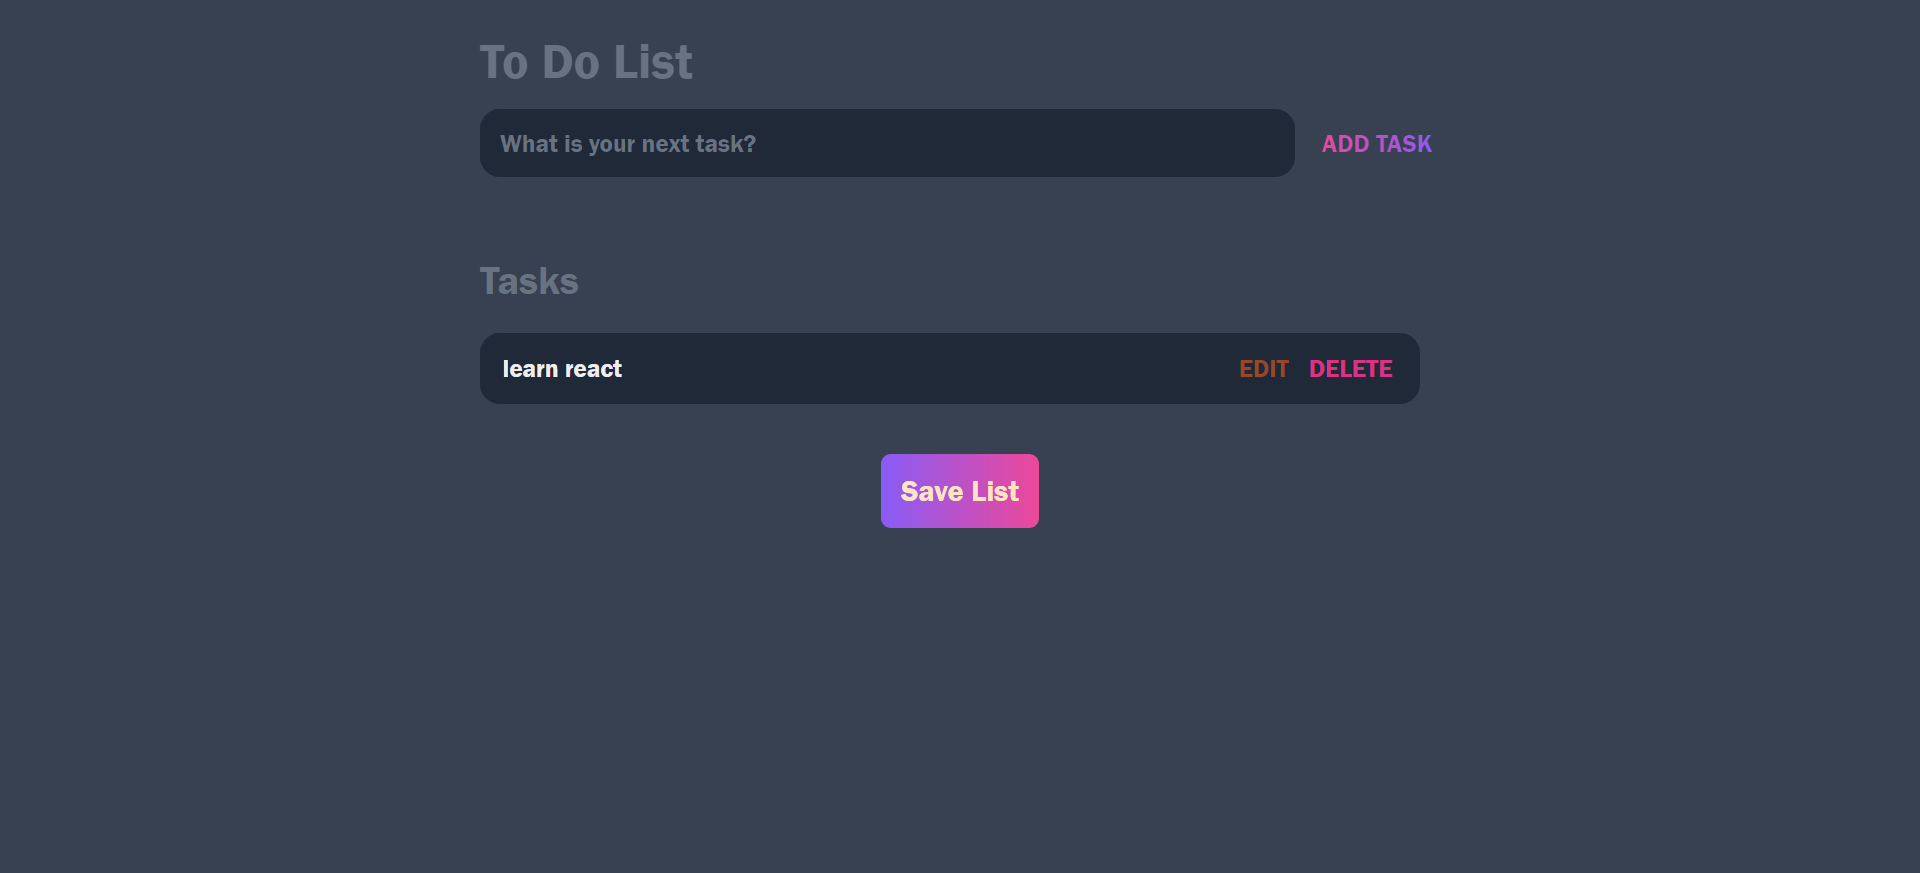 To Do List
What is your next task? ADD TASK
Tasks
learn react EDIT DELETE
Save List